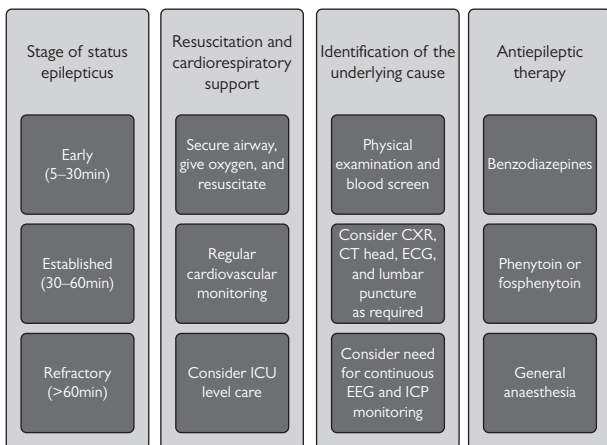 Stage of status
epilepticus
Early
(5–30min)
Established
(30–60min)
Refractory
(>60min)
Resuscitation and
cardiorespiratory
support
Secure airway,
give oxygen, and
resuscitate
Regular
cardiovascular
monitoring
Consider ICU
level care
Identification of the
underlying cause
Physical
examination and
blood screen
Consider CXR,
CT head, ECG,
and lumbar
puncture
as required
Consider need
for continuous
EEG and ICP
monitoring
Antiepileptic
therapy
Benzodiazepines
Phenytoin or
fosphenytoin
General
anaesthesia